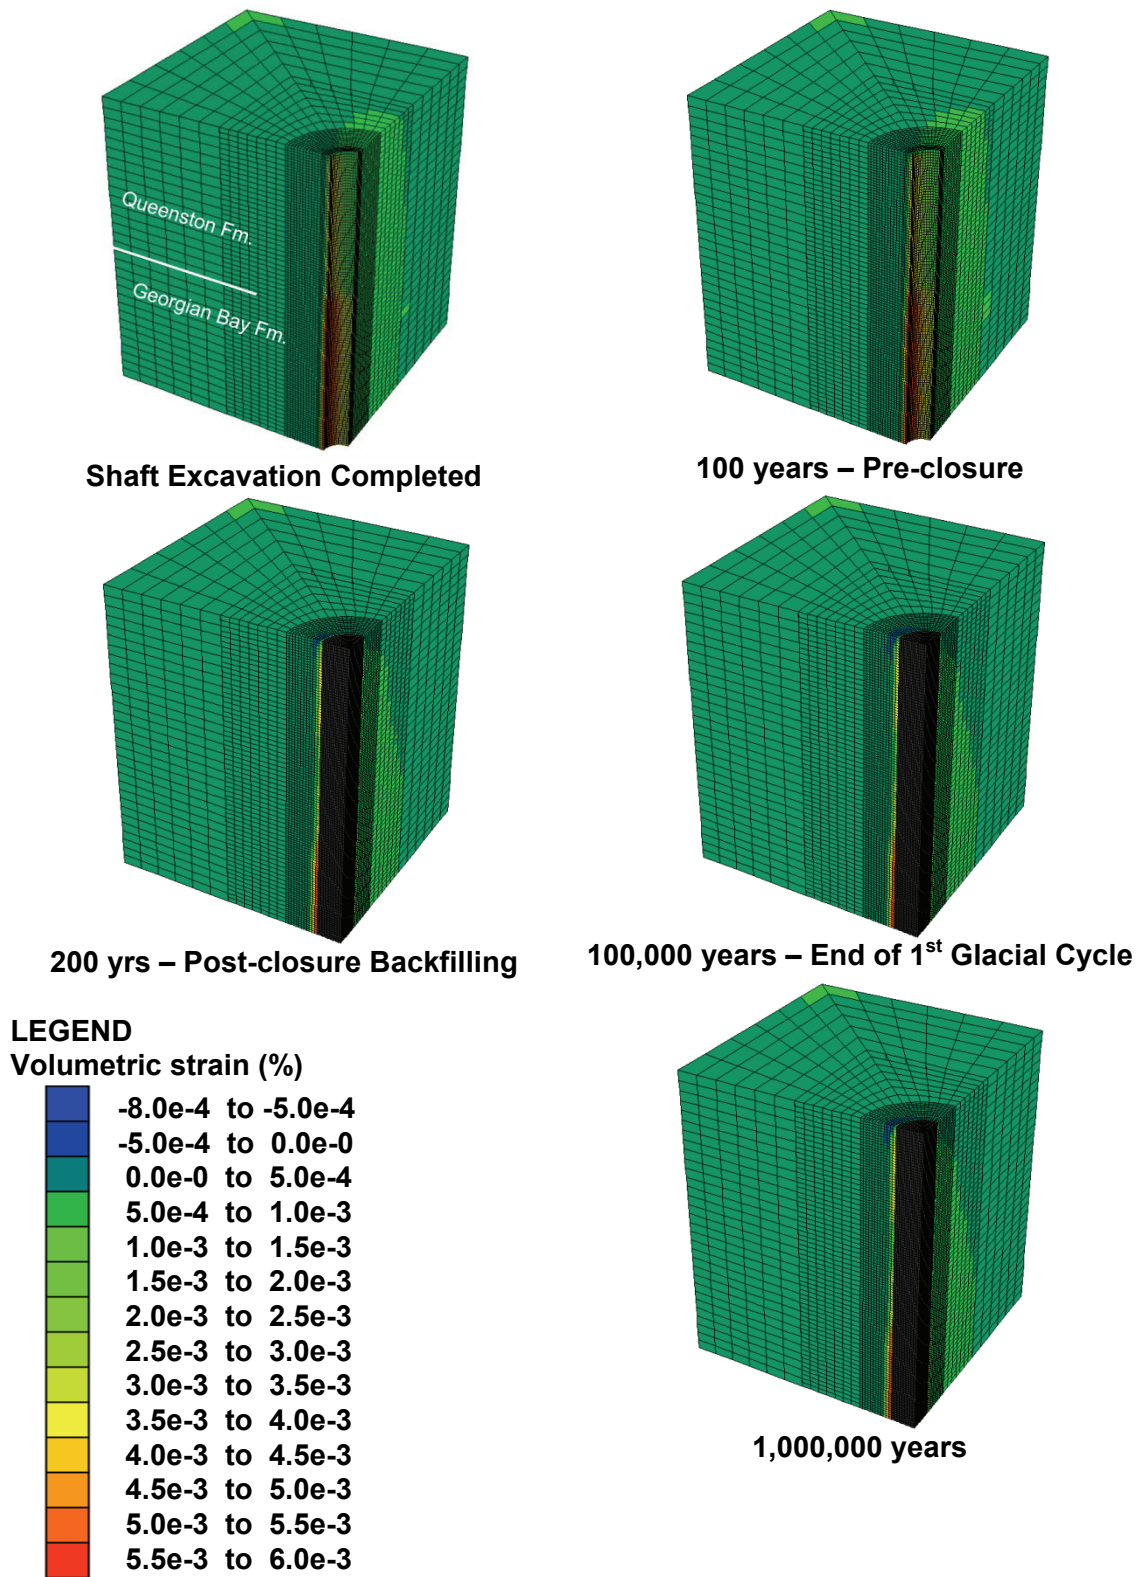 Queenston Fm.
Georgian Bay Fm.
Shaft Excavation Completed
100 years – Pre-closure
200 yrs – Post-closure Backfilling
100,000 years – End of 1st Glacial Cycle
LEGEND
Volumetric strain (%)
-8.0e-4 to -5.0e-4
-5.0e-4 to 0.0e-0
0.0e-0 to 5.0e-4
5.0e-4 to 1.0e-3
1.0e-3 to 1.5e-3
1.5e-3 to 2.0e-3
2.0e-3 to 2.5e-3
2.5e-3 to 3.0e-3
3.0e-3 to 3.5e-3
3.5e-3 to 4.0e-3
4.0e-3 to 4.5e-3
4.5e-3 to 5.0e-3
5.0e-3 to 5.5e-3
5.5e-3 to 6.0e-3
1,000,000 years